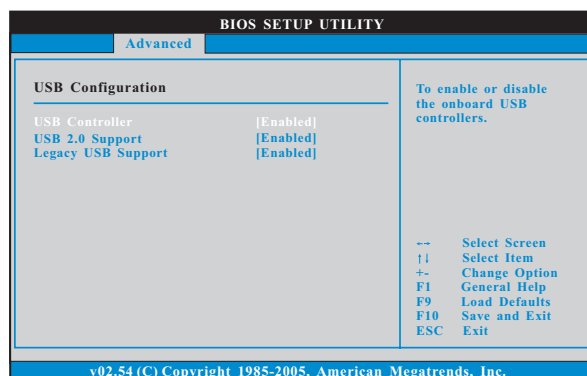 BIOS SETUP UTILITY
Advanced
USB Configuration
USB Controller [Enabled]
USB 2.0 Support [Enabled]
Legacy USB Support [Enabled]
To enable or disable
the onboard USB
controllers.
←→ Select Screen
↑↓ Select Item
+- Change Option
F1 General Help
F9 Load Defaults
F10 Save and Exit
ESC Exit
v02.54 (C) Copyright 1985-2005, American Megatrends, Inc.